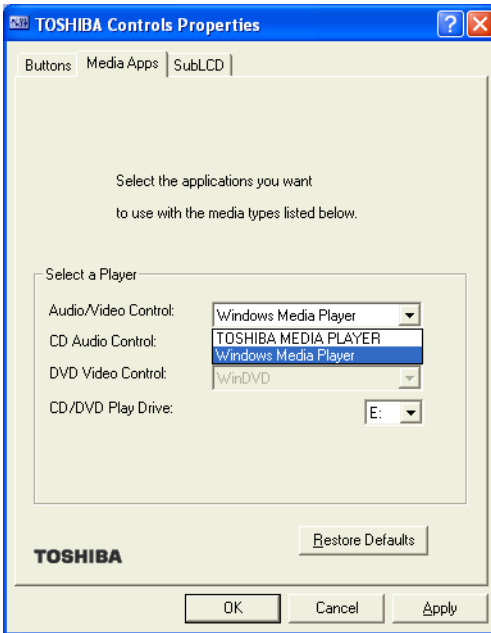 TOSHIBA Controls Properties
Buttons Media Apps SubLCD
Select the applications you want
to use with the media types listed below.
Select a Player
Audio/Video Control: Windows Media Player
CD Audio Control: TOSHIBA MEDIA PLAYER
Windows Media Player
DVD Video Control: WinDVD
CD/DVD Play Drive: E:
Restore Defaults
TOSHIBA
OK Cancel Apply